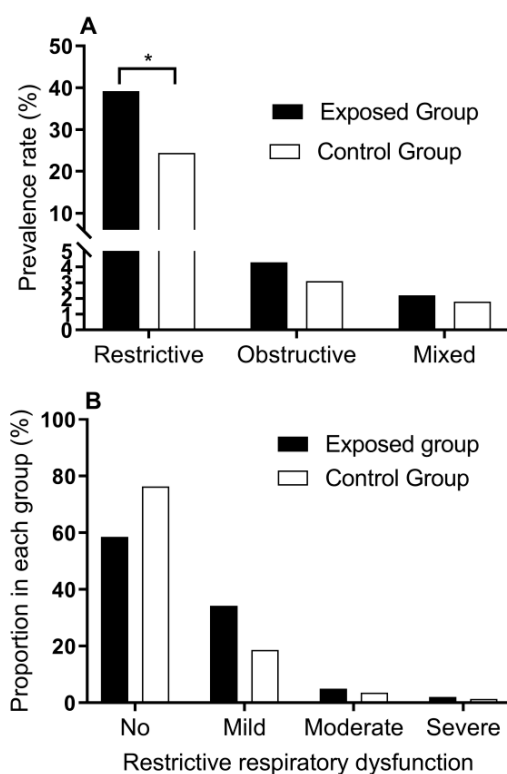 A
Prevalence rate (%)
50
40
30
20
10
5
4
3
2
1
0
*
Exposed Group
Control Group
Restrictive Obstructive Mixed
B
Proportion in each group (%)
100
80
60
40
20
0
Exposed group
Control Group
No Mild Moderate Severe
Restrictive respiratory dysfunction